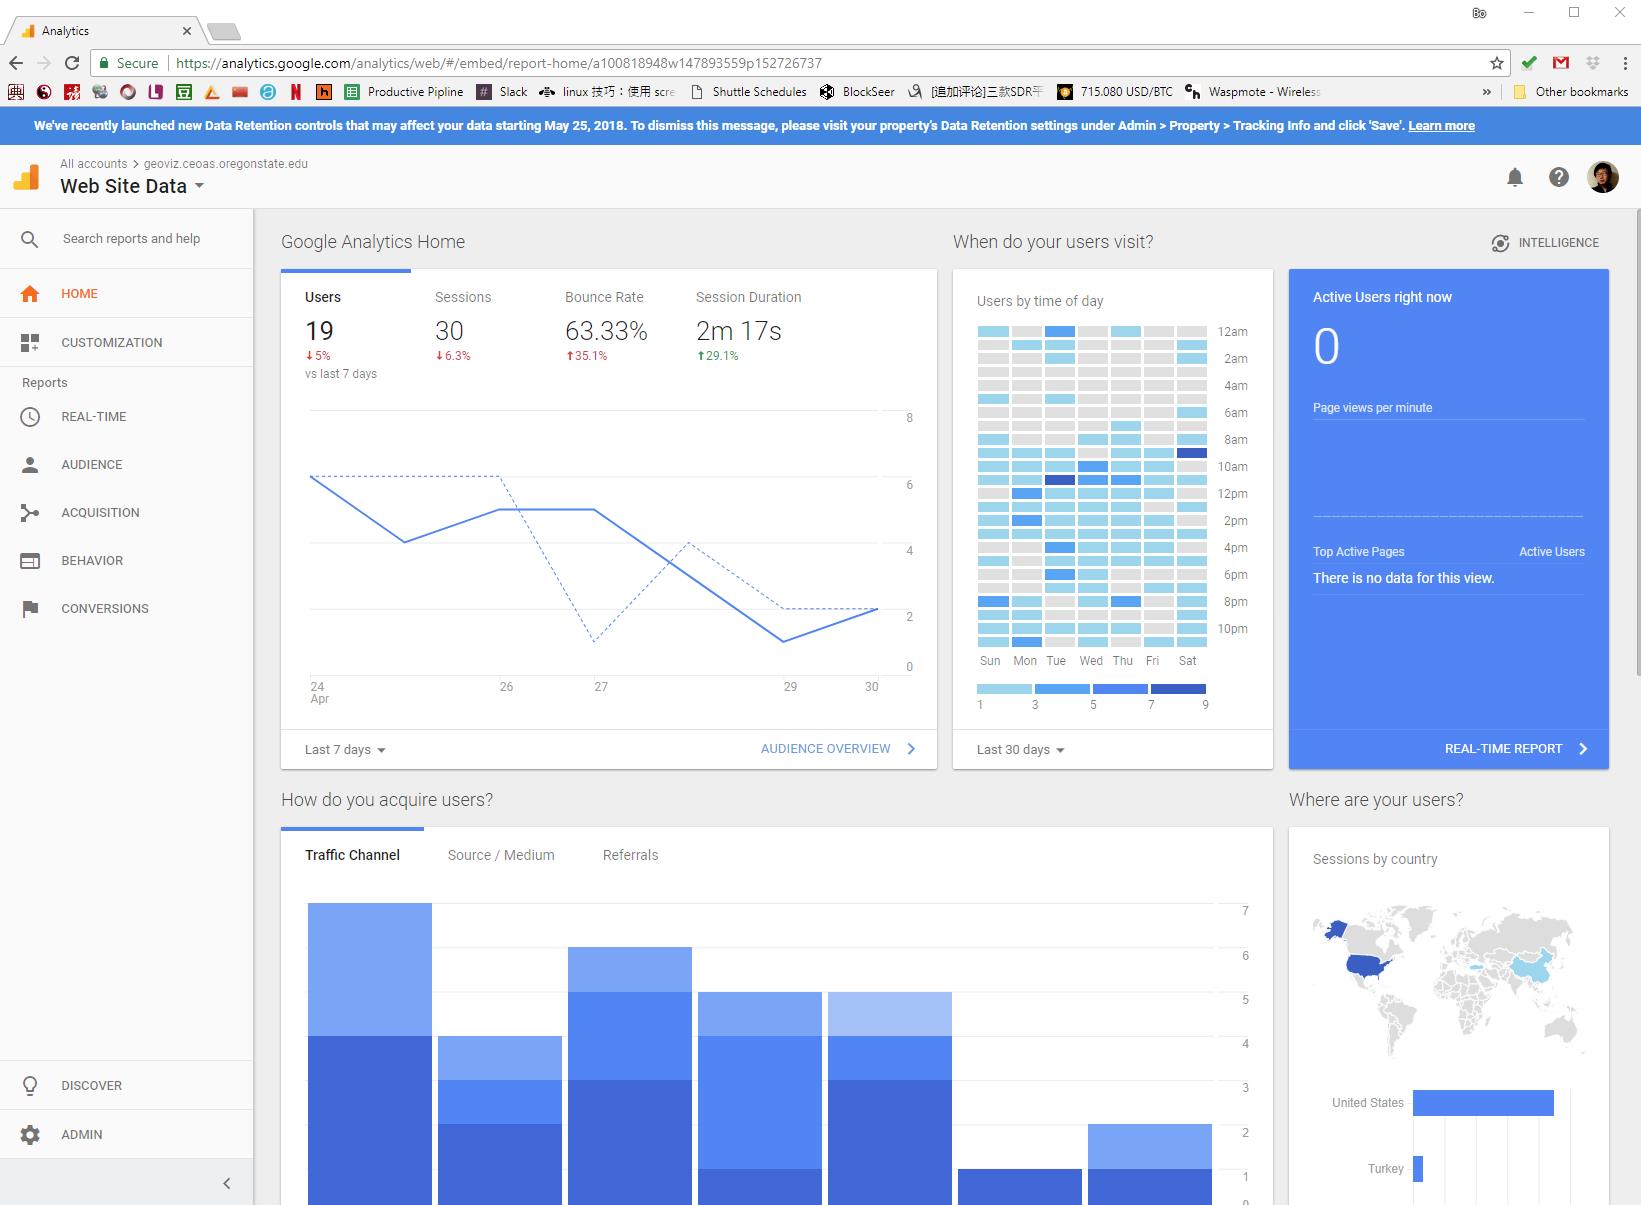 Bo
Analytics
Secure
https://analytics.google.com/analytics/web/#/embed/report-home/a100818948w147893559p152726737
Productive Pipline
Slack
linux 技巧：使用 scre
Shuttle Schedules
BlockSeer
[追加评论]三款SDR平
715.080 USD/BTC
Waspmote - Wireless
»
Other bookmarks
We've recently launched new Data Retention controls that may affect your data starting May 25, 2018. To dismiss this message, please visit your property's Data Retention settings under Admin > Property > Tracking Info and click 'Save'. Learn more
All accounts > geoviz.ceoas.oregonstate.edu
Web Site Data
Search reports and help
HOME
CUSTOMIZATION
Reports
REAL-TIME
AUDIENCE
ACQUISITION
BEHAVIOR
CONVERSIONS
DISCOVER
ADMIN
Google Analytics Home
Users
19
↓5%
vs last 7 days
Sessions
30
↓6.3%
Bounce Rate
63.33%
↑35.1%
Session Duration
2m 17s
↑29.1%
8
6
4
2
0
24 26 27 29 30
Apr
Last 7 days
AUDIENCE OVERVIEW
When do your users visit?
Users by time of day
12am
2am
4am
6am
8am
10am
12pm
2pm
4pm
6pm
8pm
10pm
Sun Mon Tue Wed Thu Fri Sat
1 3 5 7 9
Last 30 days
INTELLIGENCE
Active Users right now
0
Page views per minute
Top Active Pages Active Users
There is no data for this view.
REAL-TIME REPORT
How do you acquire users?
Traffic Channel
Source / Medium
Referrals
7
6
5
4
3
2
1
0
Where are your users?
Sessions by country
United States
Turkey